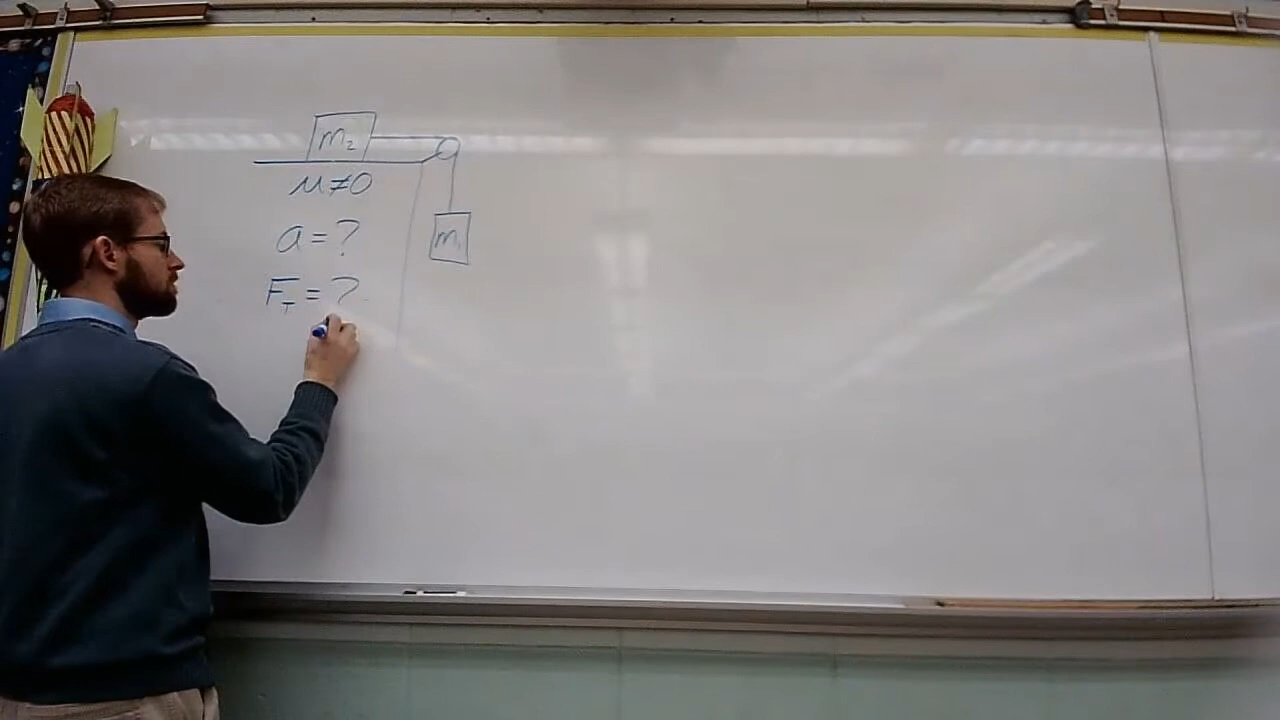 m₂
μ≠0
m₁
a=?
F_T=?